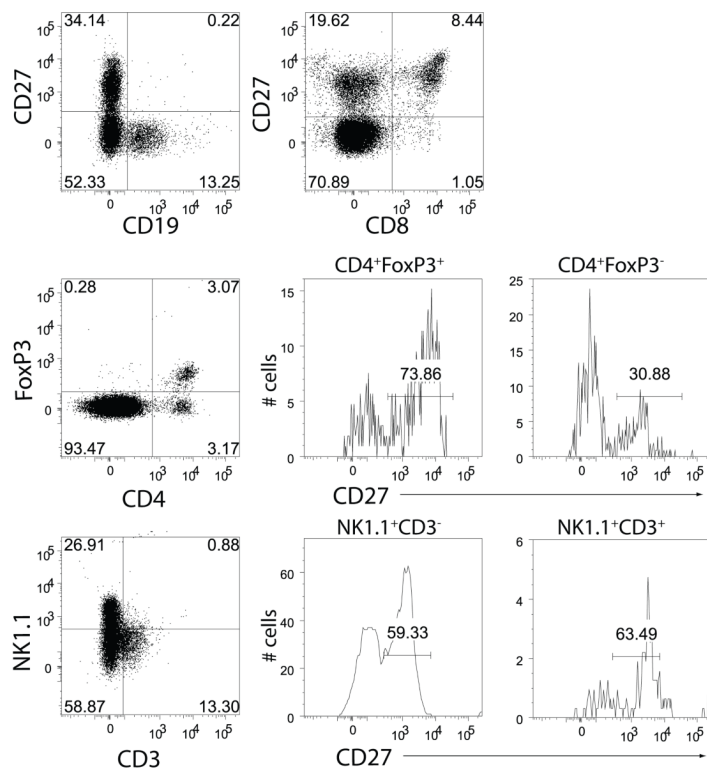 34.14 0.22
10⁵
10⁴
10³
0
CD27
52.33 13.25
0 10³ 10⁴ 10⁵
CD19
19.62 8.44
10⁵
10⁴
10³
0
CD27
70.89 1.05
0 10³ 10⁴ 10⁵
CD8
0.28 3.07
10⁵
10⁴
10³
0
FoxP3
93.47 3.17
0 10³ 10⁴ 10⁵
CD4
CD4⁺FoxP3⁺
15
10
5
0
# cells
73.86
0 10³ 10⁴ 10⁵
CD4⁺FoxP3⁻
25
20
15
10
5
0
30.88
0 10³ 10⁴ 10⁵
CD27
26.91 0.88
10⁵
10⁴
10³
0
NK1.1
58.87 13.30
0 10³ 10⁴ 10⁵
CD3
NK1.1⁺CD3⁻
60
40
20
0
# cells
59.33
0 10³ 10⁴ 10⁵
NK1.1⁺CD3⁺
6
4
2
0
63.49
0 10³ 10⁴ 10⁵
CD27